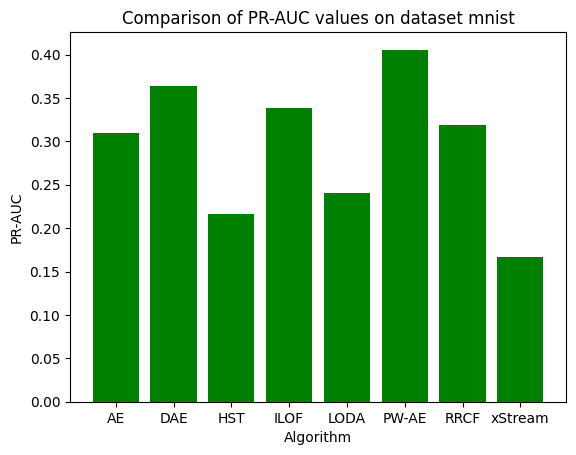 Comparison of PR-AUC values on dataset mnist
PR-AUC
0.40
0.35
0.30
0.25
0.20
0.15
0.10
0.05
0.00
AE DAE HST ILOF LODA PW-AE RRCF xStream
Algorithm